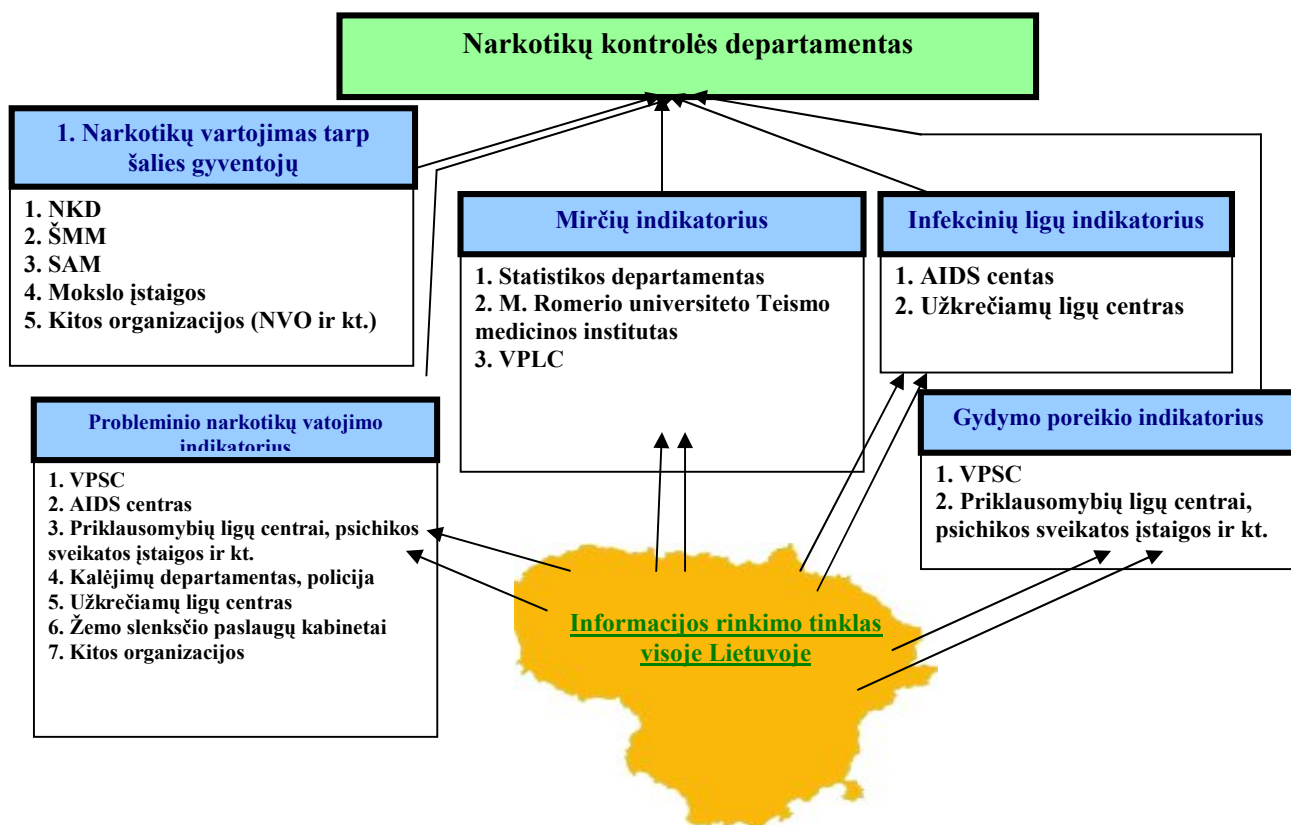 Narkotikų kontrolės departamentas
1. Narkotikų vartojimas tarp
šalies gyventojų
1. NKD
2. ŠMM
3. SAM
4. Mokslo įstaigos
5. Kitos organizacijos (NVO ir kt.)
Mirčių indikatorius
1. Statistikos departamentas
2. M. Romerio universiteto Teismo
medicinos institutas
3. VPLC
Infekcinių ligų indikatorius
1. AIDS centas
2. Užkrečiamų ligų centras
Probleminio narkotikų vatojimo
indikatorius
1. VPSC
2. AIDS centras
3. Priklausomybių ligų centrai, psichikos
sveikatos įstaigos ir kt.
4. Kalėjimų departamentas, policija
5. Užkrečiamų ligų centras
6. Žemo slenksčio paslaugų kabinetai
7. Kitos organizacijos
Gydymo poreikio indikatorius
1. VPSC
2. Priklausomybių ligų centrai,
psichikos sveikatos įstaigos ir kt.
Informacijos rinkimo tinklas
visoje Lietuvoje